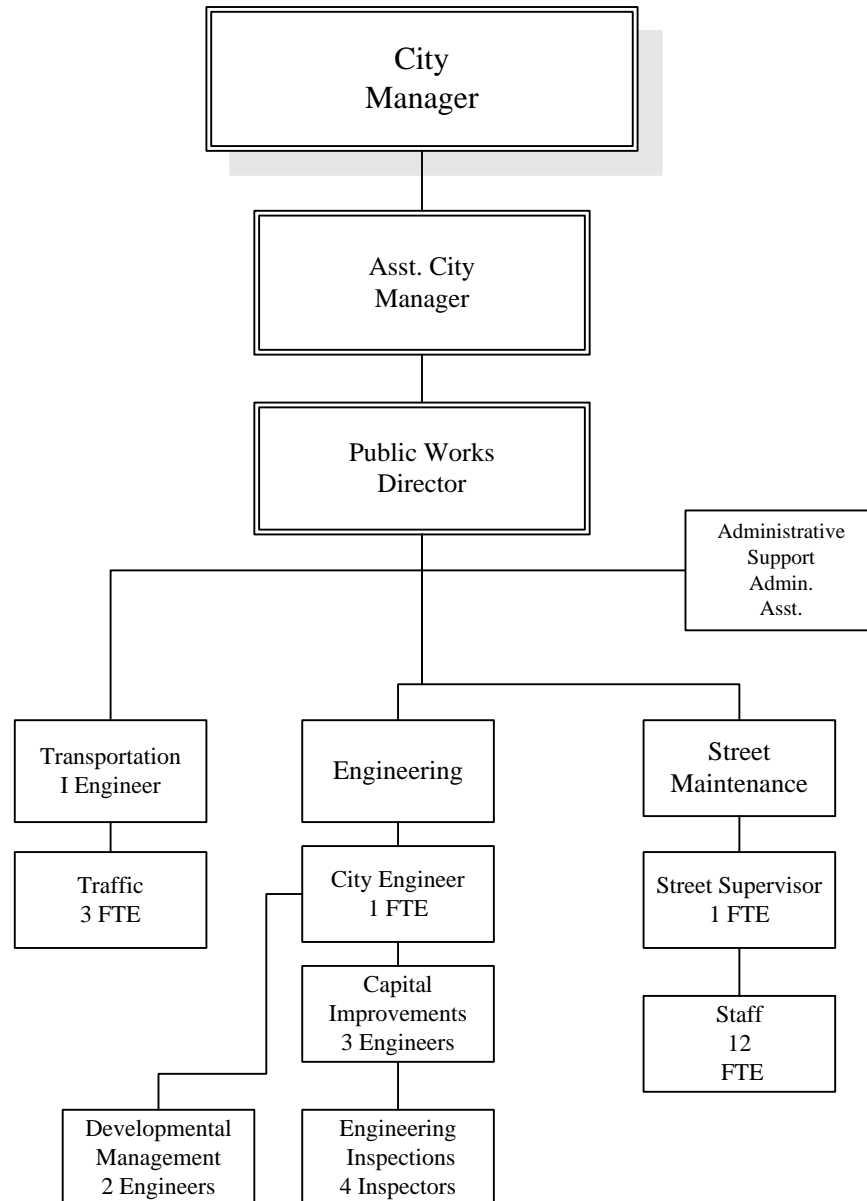 City
Manager
Asst. City
Manager
Public Works
Director
Administrative
Support
Admin.
Asst.
Transportation
I Engineer
Engineering
Street
Maintenance
Traffic
3 FTE
City Engineer
1 FTE
Street Supervisor
1 FTE
Capital
Improvements
3 Engineers
Staff
12
FTE
Developmental
Management
2 Engineers
Engineering
Inspections
4 Inspectors